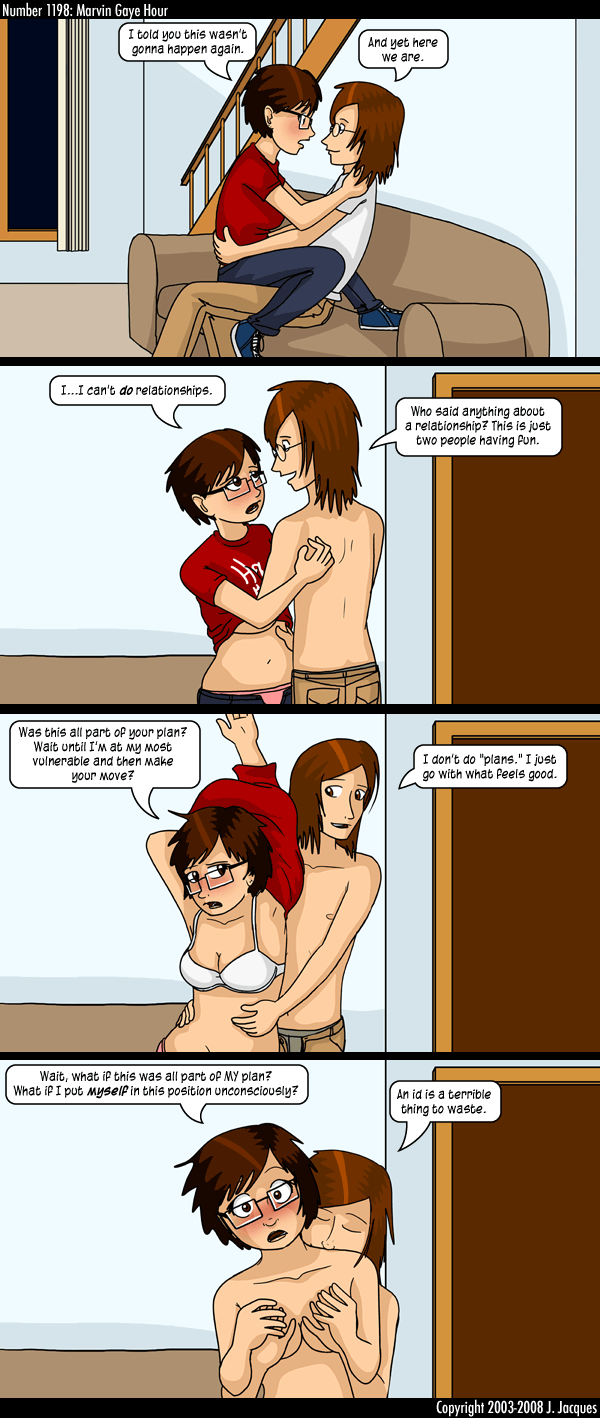 Number 1198: Marvin Gaye Hour
I told you this wasn't
gonna happen again.
And yet here
we are.
I...I can't do relationships.
Who said anything about
a relationship? This is just
two people having fun.
Was this all part of your plan?
Wait until I'm at my most
vulnerable and then make
your move?
I don't do "plans." I just
go with what feels good.
Wait, what if this was all part of MY plan?
What if I put myself in this position unconsciously?
An id is a terrible
thing to waste.
Copyright 2003-2008 J. Jacques